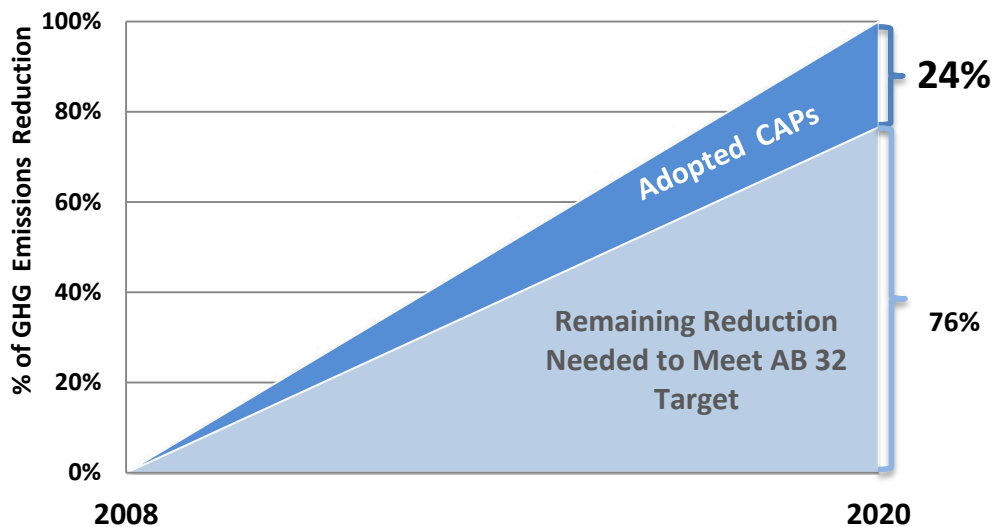 100%
80%
60%
40%
20%
0%
% of GHG Emissions Reduction
Adopted CAPs
24%
Remaining Reduction
Needed to Meet AB 32
Target
76%
2008
2020